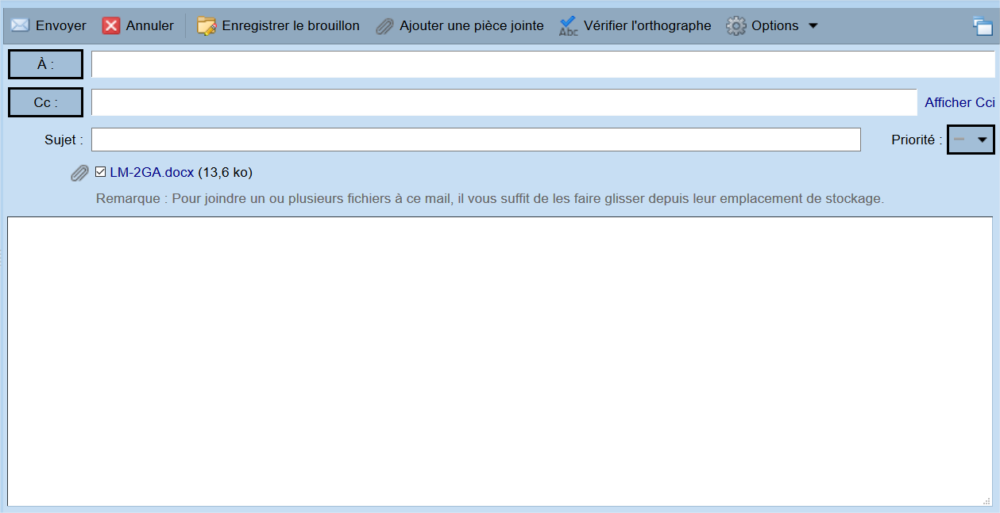 Envoyer Annuler Enregistrer le brouillon Ajouter une pièce jointe Abc Vérifier l'orthographe Options
À :
Cc : Afficher Cci
Sujet : Priorité :
LM-2GA.docx (13,6 ko)
Remarque : Pour joindre un ou plusieurs fichiers à ce mail, il vous suffit de les faire glisser depuis leur emplacement de stockage.